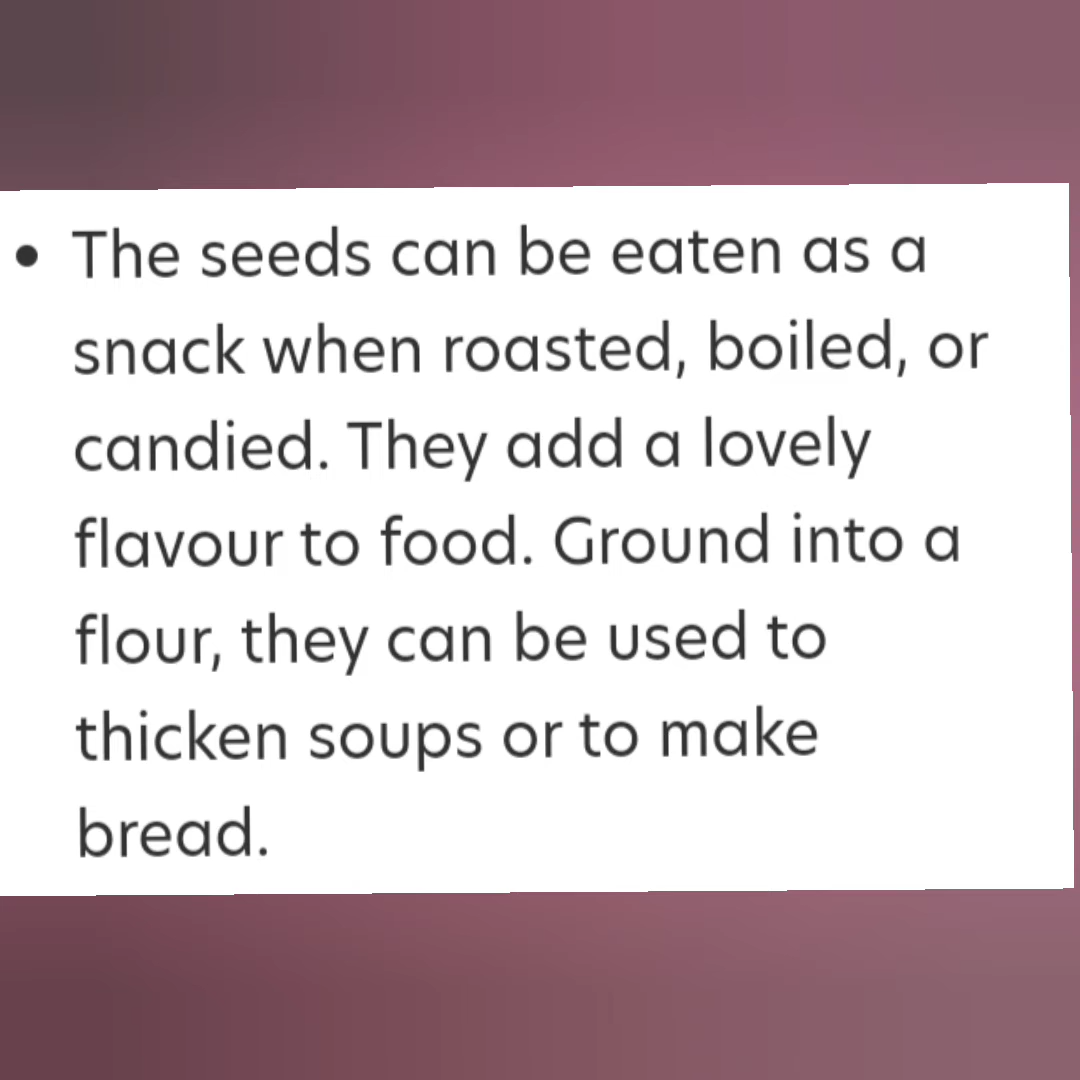 • The seeds can be eaten as a
snack when roasted, boiled, or
candied. They add a lovely
flavour to food. Ground into a
flour, they can be used to
thicken soups or to make
bread.